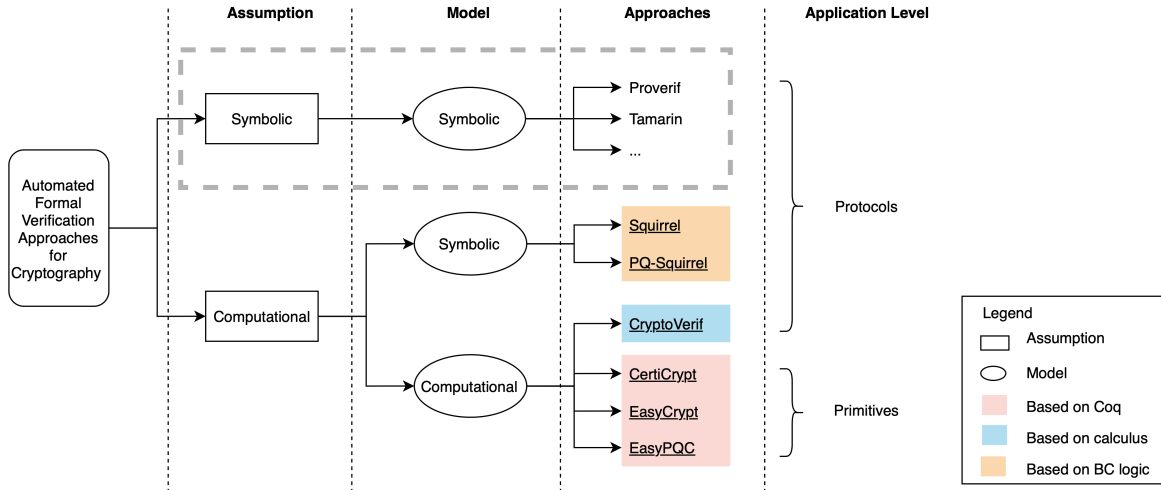 Assumption
Model
Approaches
Application Level
Automated
Formal
Verification
Approaches
for
Cryptography
Symbolic
Symbolic
Proverif
Tamarin
...
Computational
Symbolic
Squirrel
PQ-Squirrel
Computational
CryptoVerif
CertiCrypt
EasyCrypt
EasyPQC
Protocols
Primitives
Legend
Assumption
Model
Based on Coq
Based on calculus
Based on BC logic